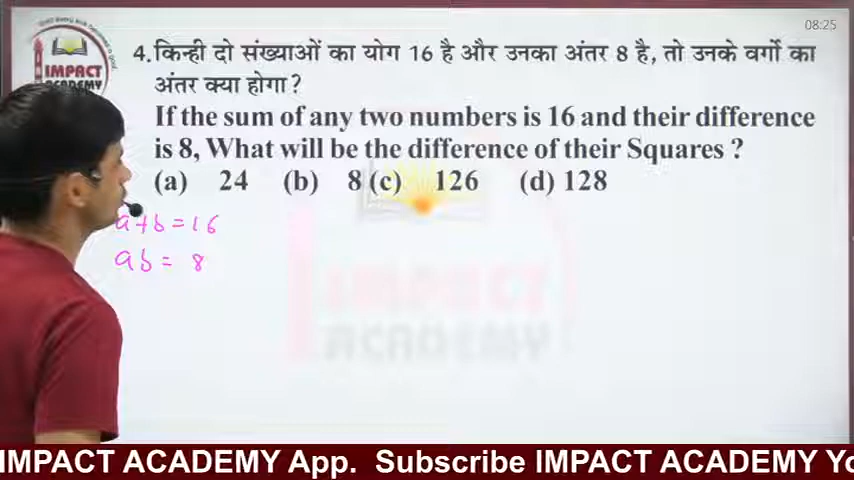 08:25
IMPACT
ACADEMY
4.किन्ही दो संख्याओं का योग 16 है और उनका अंतर 8 है, तो उनके वर्गो का
अंतर क्या होगा?
If the sum of any two numbers is 16 and their difference
is 8, What will be the difference of their Squares ?
(a) 24 (b) 8 (c) 126 (d) 128
a+b=16
ab= 8
IMPACT
ACADEMY
IMPACT ACADEMY App. Subscribe IMPACT ACADEMY Yo